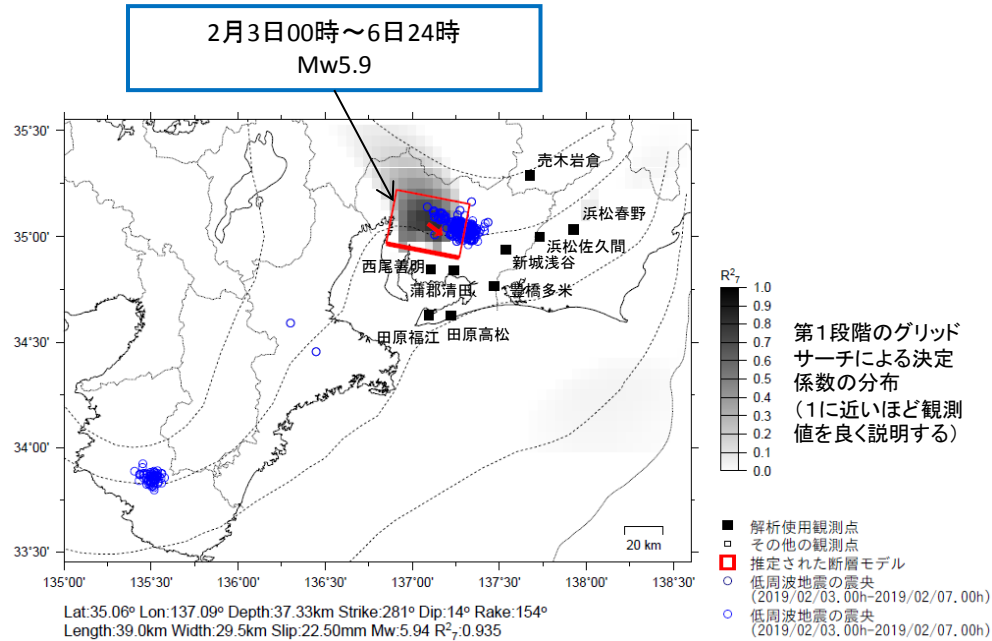 2月3日00時～6日24時
Mw5.9
35°30'
35°00'
34°30'
34°00'
33°30'
135°00'
135°30'
136°00'
136°30'
137°00'
137°30'
138°00'
138°30'
売木岩倉
浜松春野
浜松佐久間
新城浅谷
西尾善明
蒲郡清田
豊橋多米
田原福江
田原高松
20 km
R²₇
1.0
0.9
0.8
0.7
0.6
0.5
0.4
0.3
0.2
0.1
0.0
第1段階のグリッド
サーチによる決定
係数の分布
（1に近いほど観測
値を良く説明する）
解析使用観測点
その他の観測点
推定された断層モデル
低周波地震の震央
(2019/02/03.00h-2019/02/07.00h)
低周波地震の震央
(2019/02/03.00h-2019/02/07.00h)
Lat:35.06º Lon:137.09º Depth:37.33km Strike:281º Dip:14º Rake:154º
Length:39.0km Width:29.5km Slip:22.50mm Mw:5.94 R²₇:0.935